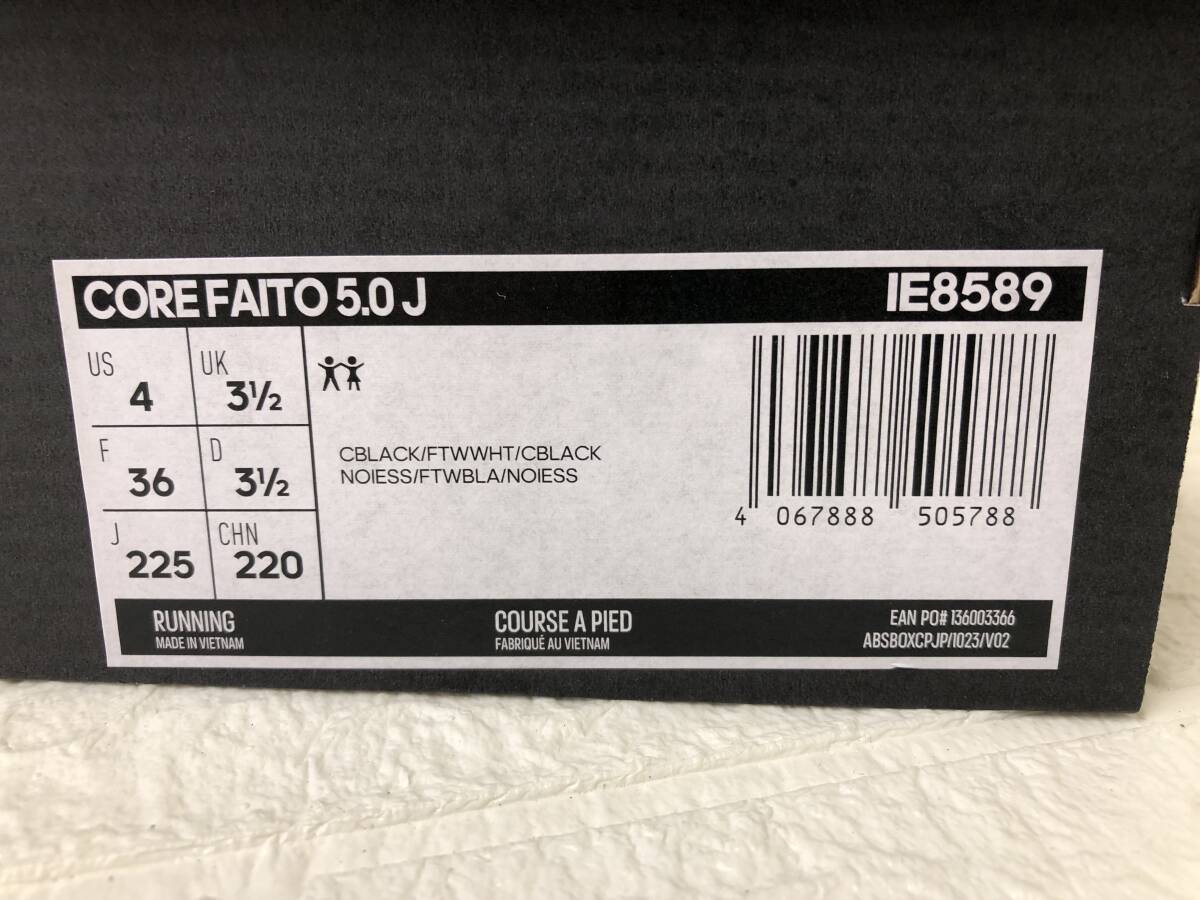 CORE FAITO 5.0 J
IE8589
US 4
UK 3½
F 36
D 3½
J 225
CHN 220
CBLACK/FTWWHT/CBLACK
NOIESS/FTWBLA/NOIESS
4 067888 505788
RUNNING
MADE IN VIETNAM
COURSE A PIED
FABRIQUÉ AU VIETNAM
EAN PO# 136003366
ABSBOXCPJP/1023/V02